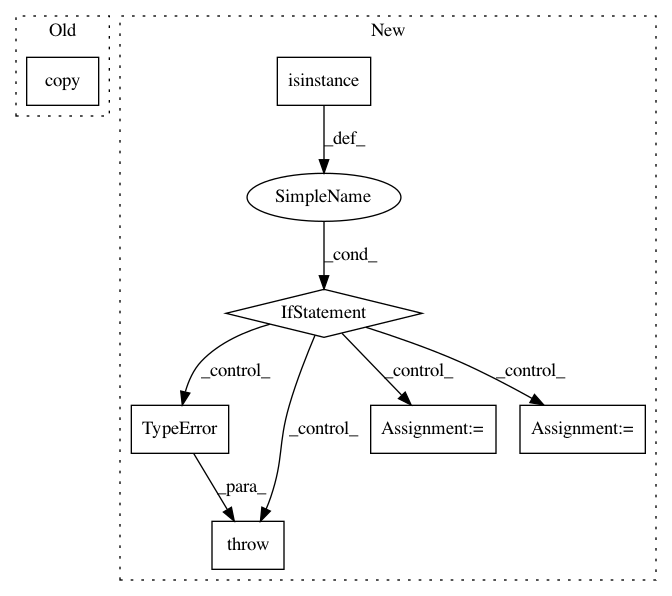 Old
New
copy
isinstance
_def_
SimpleName
_cond_
IfStatement
_control_
_control_
_control_
_control_
TypeError
Assignment:=
Assignment:=
_para_
throw